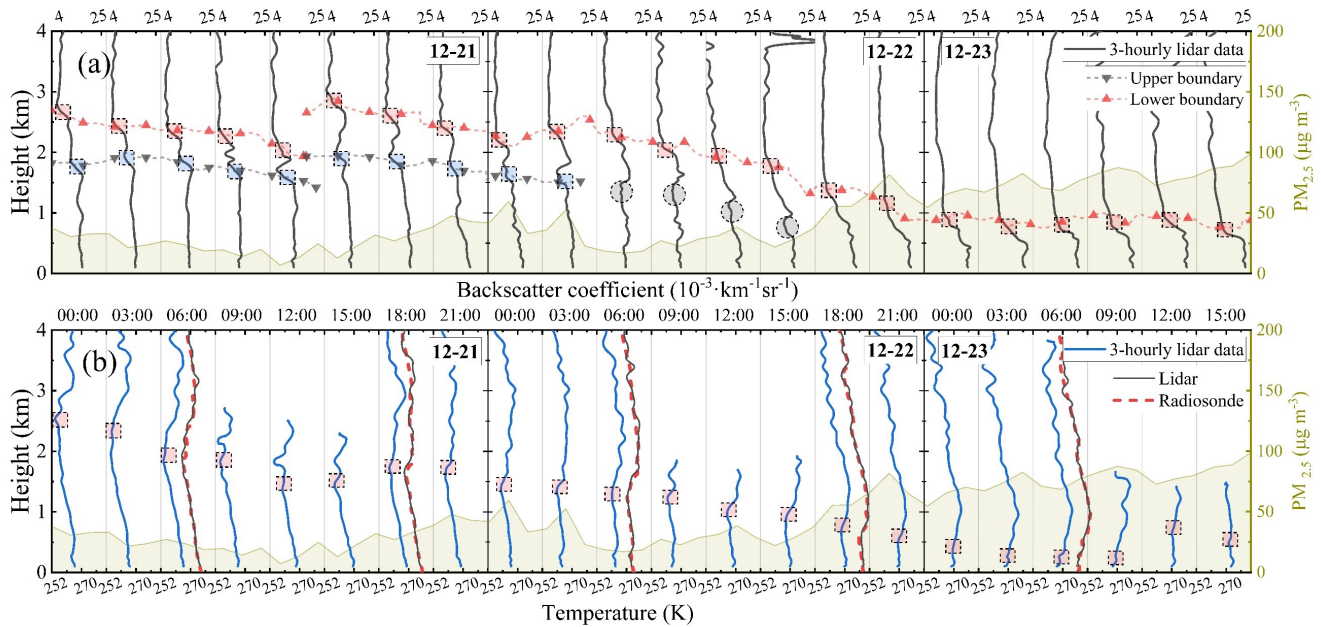 4 25 4 25 4 25 4 25 4 25 4 25 4 25 4 25 4 25 4 25 4 25 4 25 4 25 4 25 4 25 4 25 4 25 4 25 4 25 4 25 4 25 4 25
4 (a) 12-21 12-22 12-23 3-hourly lidar data 200
Upper boundary
Lower boundary
3 150
2 100
1 50
0 0
Height (km)
PM2.5 (μg m-3)
Backscatter coefficient (10-3·km-1sr-1)
00:00 03:00 06:00 09:00 12:00 15:00 18:00 21:00 00:00 03:00 06:00 09:00 12:00 15:00 18:00 21:00 00:00 03:00 06:00 09:00 12:00 15:00
4 (b) 12-21 12-22 12-23 3-hourly lidar data 200
Lidar
Radiosonde
3 150
2 100
1 50
0 0
Height (km)
PM 2.5 (μg m-3)
252 270 252 270 252 270 252 270 252 270 252 270 252 270 252 270 252 270 252 270 252 270 252 270 252 270 252 270 252 270 252 270 252 270 252 270 252 270 252 270 252 270 252 270
Temperature (K)